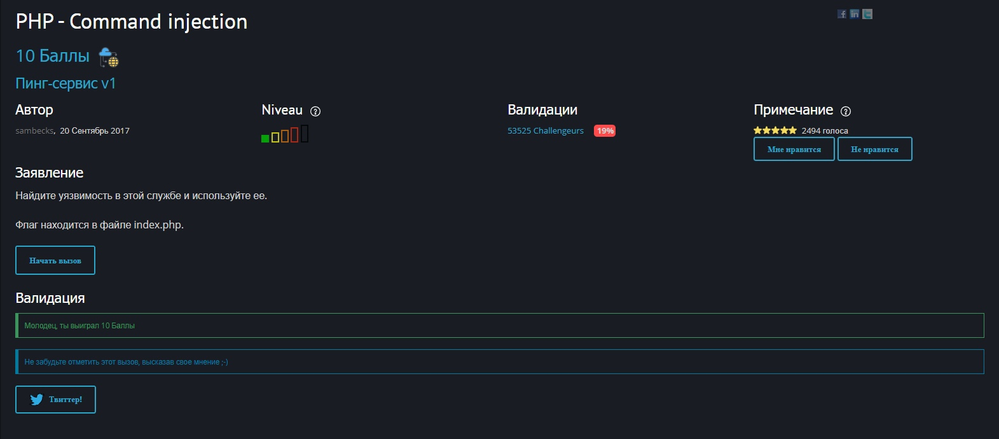 PHP - Command injection
10 Баллы
Пинг-сервис v1
Автор
Niveau
Валидации
Примечание
sambecks, 20 Сентябрь 2017
53525 Challengeurs 19%
2494 голоса
Мне нравится Не нравится
Заявление
Найдите уязвимость в этой службе и используйте ее.
Флаг находится в файле index.php.
Начать вызов
Валидация
Молодец, ты выиграл 10 Баллы
Не забудьте отметить этот вызов, высказав свое мнение ;-)
Твиттер!